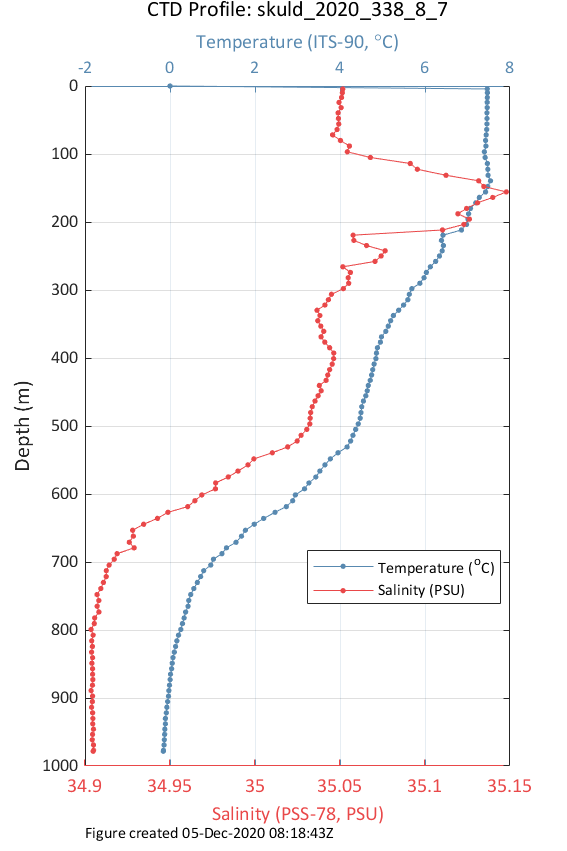 CTD Profile: skuld_2020_338_8_7
Temperature (ITS-90, °C)
-2 0 2 4 6 8
0
100
200
300
400
500
600
700
800
900
1000
Depth (m)
Temperature (°C)
Salinity (PSU)
34.9 34.95 35 35.05 35.1 35.15
Salinity (PSS-78, PSU)
Figure created 05-Dec-2020 08:18:43Z